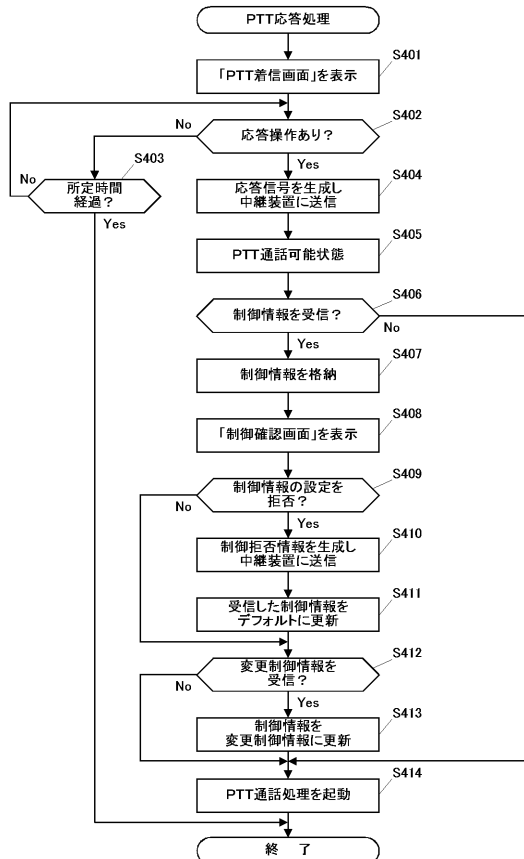 PTT応答処理
S401
「PTT着信画面」を表示
S402
応答操作あり？
No
Yes
S403
所定時間
経過？
No
Yes
S404
応答信号を生成し
中継装置に送信
S405
PTT通話可能状態
S406
制御情報を受信？
No
Yes
S407
制御情報を格納
S408
「制御確認画面」を表示
S409
制御情報の設定を
拒否？
No
Yes
S410
制御拒否情報を生成し
中継装置に送信
S411
受信した制御情報を
デフォルトに更新
S412
変更制御情報を
受信？
No
Yes
S413
制御情報を
変更制御情報に更新
S414
PTT通話処理を起動
終 了